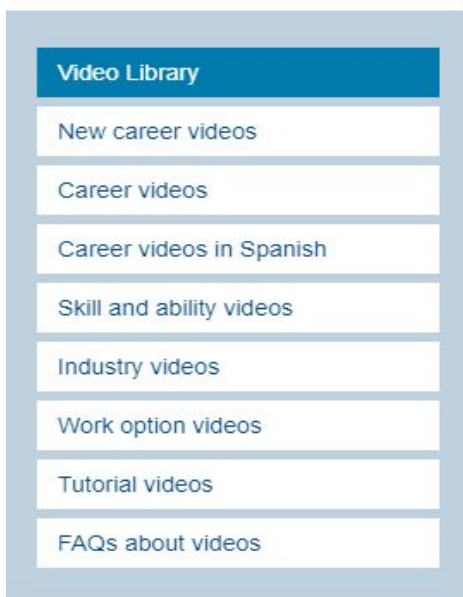 Video Library
New career videos
Career videos
Career videos in Spanish
Skill and ability videos
Industry videos
Work option videos
Tutorial videos
FAQs about videos